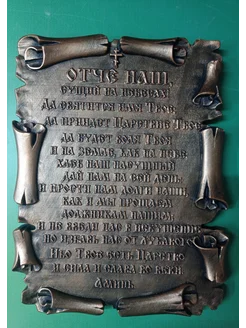 ОТЧЕ НАШ,
СУЩИЙ НА НЕБЕСАХ!
ДА СВЯТИТСЯ ИМЯ ТВОЕ,
ДА ПРИИДЕТ ЦАРСТВИЕ ТВОЕ,
ДА БУДЕТ ВОЛЯ ТВОЯ
И НА ЗЕМЛЕ, КАК НА НЕБЕ.
ХЛЕБ НАШ НАСУЩНЫЙ
ДАЙ НАМ НА СЕЙ ДЕНЬ.
И ПРОСТИ НАМ ДОЛГИ НАШИ,
КАК И МЫ ПРОЩАЕМ
ДОЛЖНИКАМ НАШИМ.
И НЕ ВВЕДИ НАС В ИСКУШЕНИЕ,
НО ИЗБАВЬ НАС ОТ ЛУКАВОГО
ИБО ТВОЕ ЕСТЬ ЦАРСТВО
И СИЛА И СЛАВА ВО ВЕКИ.
АМИНЬ.